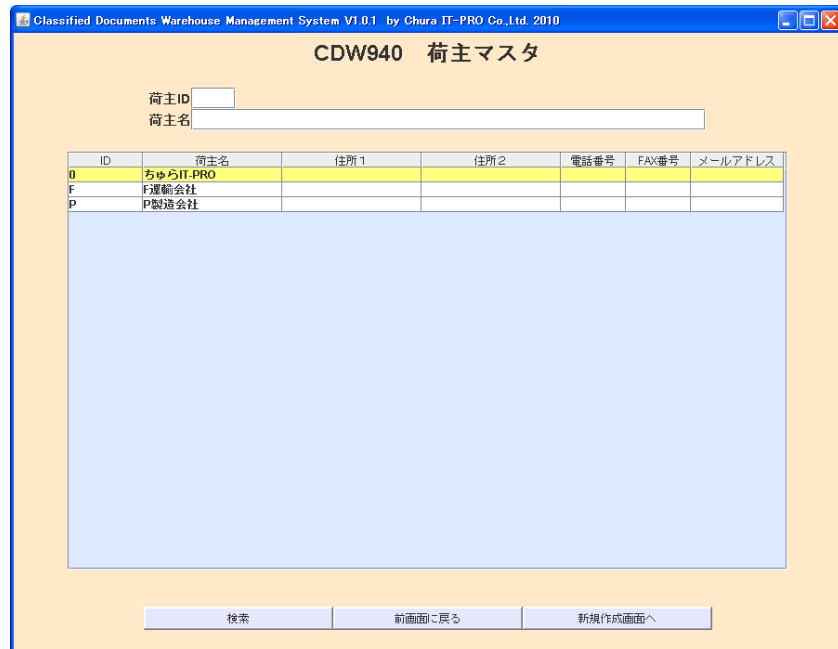 Classified Documents Warehouse Management System V1.0.1 by Chura IT-PRO Co.,Ltd. 2010
CDW940 荷主マスタ
荷主ID
荷主名
ID 荷主名 住所1 住所2 電話番号 FAX番号 メールアドレス
0 ちゅらIT-PRO
F F運輸会社
P P製造会社
検索 前画面に戻る 新規作成画面へ